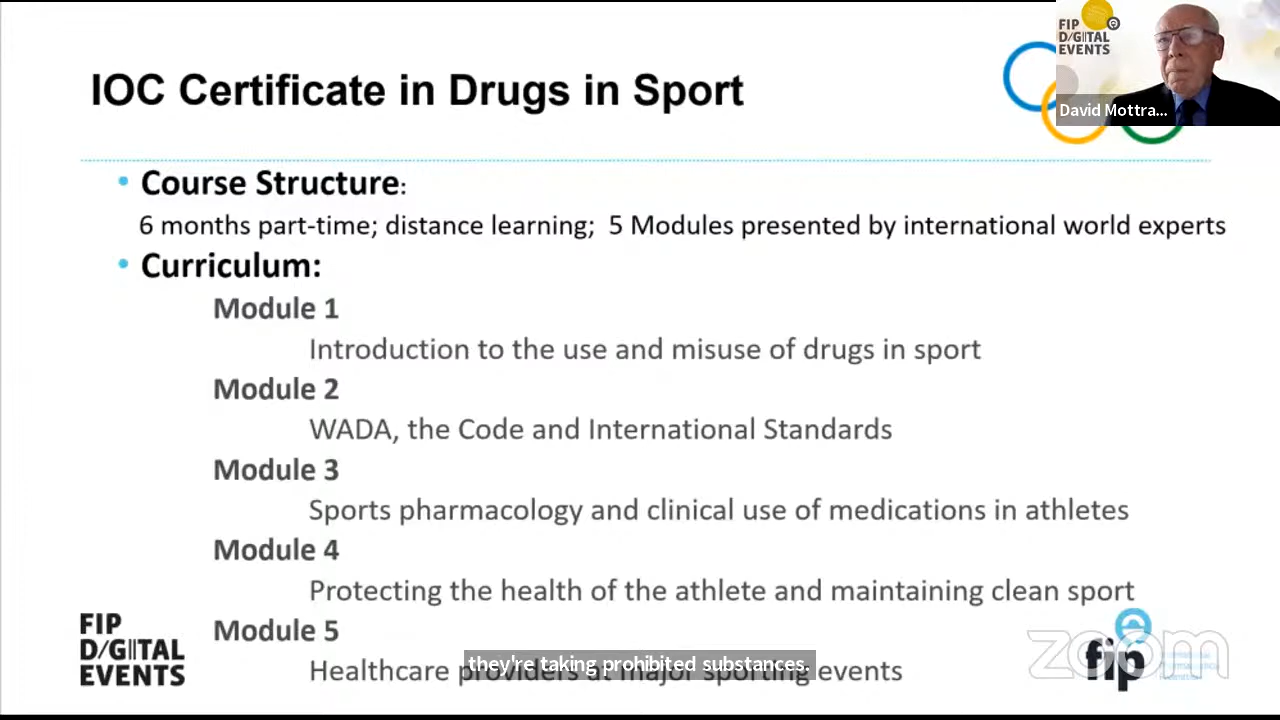 IOC Certificate in Drugs in Sport
FIP
D/GITAL
EVENTS
David Mottra...
• Course Structure:
6 months part-time; distance learning; 5 Modules presented by international world experts
• Curriculum:
Module 1
Introduction to the use and misuse of drugs in sport
Module 2
WADA, the Code and International Standards
Module 3
Sports pharmacology and clinical use of medications in athletes
Module 4
Protecting the health of the athlete and maintaining clean sport
Module 5
Healthcare providers at major sporting events
they're taking prohibited substances.
FIP
D/GITAL
EVENTS
zoom
fip